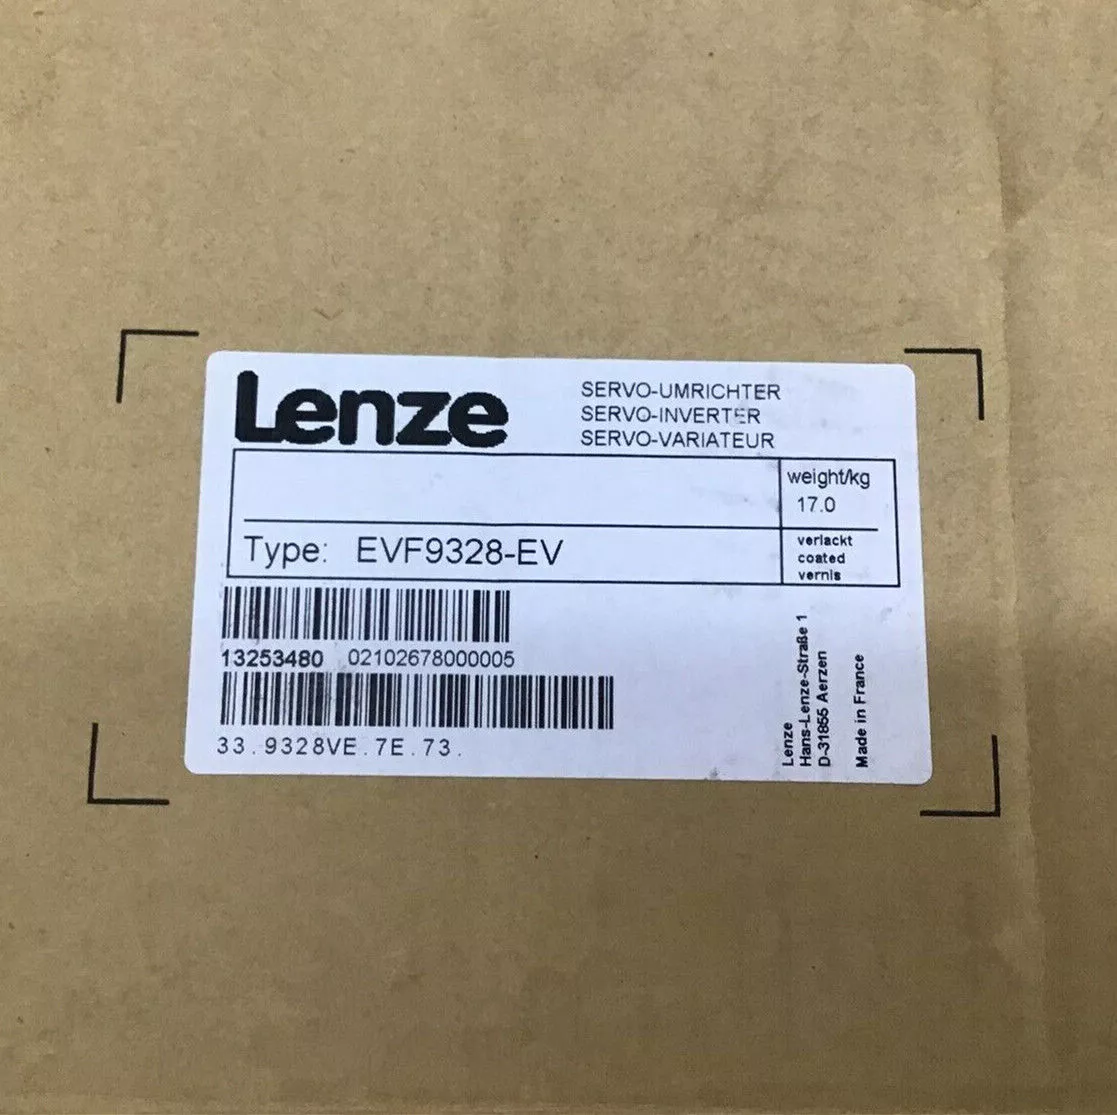 Lenze
SERVO-UMRICHTER
SERVO-INVERTER
SERVO-VARIATEUR
weight/kg
17.0
Type: EVF9328-EV
verlackt
coated
vernis
13253480 02102678000005
33.9328VE.7E.73.
Lenze
Hans-Lenze-Straße 1
D-31855 Aerzen
Made in France